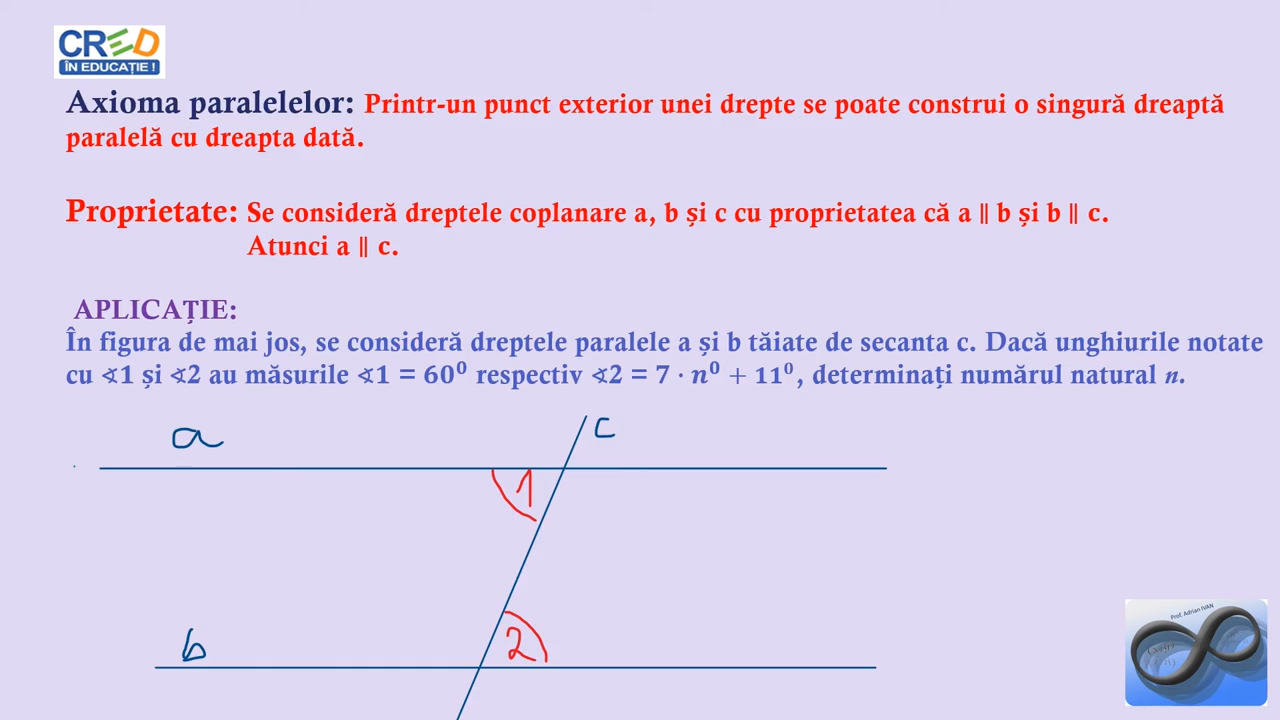 CRED
ÎN EDUCAȚIE !
Axioma paralelelor: Printr-un punct exterior unei drepte se poate construi o singură dreaptă
paralelă cu dreapta dată.
Proprietate: Se consideră dreptele coplanare a, b și c cu proprietatea că a ∥ b și b ∥ c.
Atunci a ∥ c.
APLICAȚIE:
În figura de mai jos, se consideră dreptele paralele a și b tăiate de secanta c. Dacă unghiurile notate
cu ∢1 și ∢2 au măsurile ∢1 = 60⁰ respectiv ∢2 = 7 · n⁰ + 11⁰, determinați numărul natural n.
a
c
1
b
2
Prof. Adrian IVAN